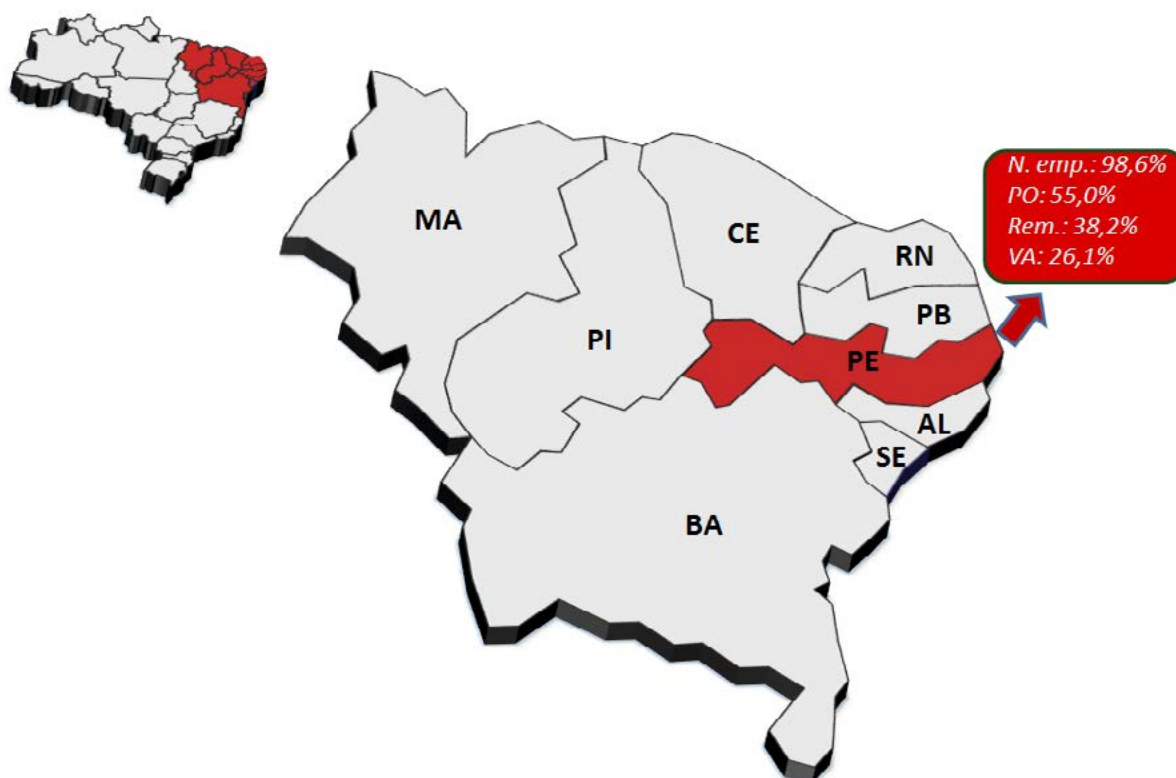 N. emp.: 98,6%
PO: 55,0%
Rem.: 38,2%
VA: 26,1%
MA
CE
RN
PB
PI
PE
AL
SE
BA